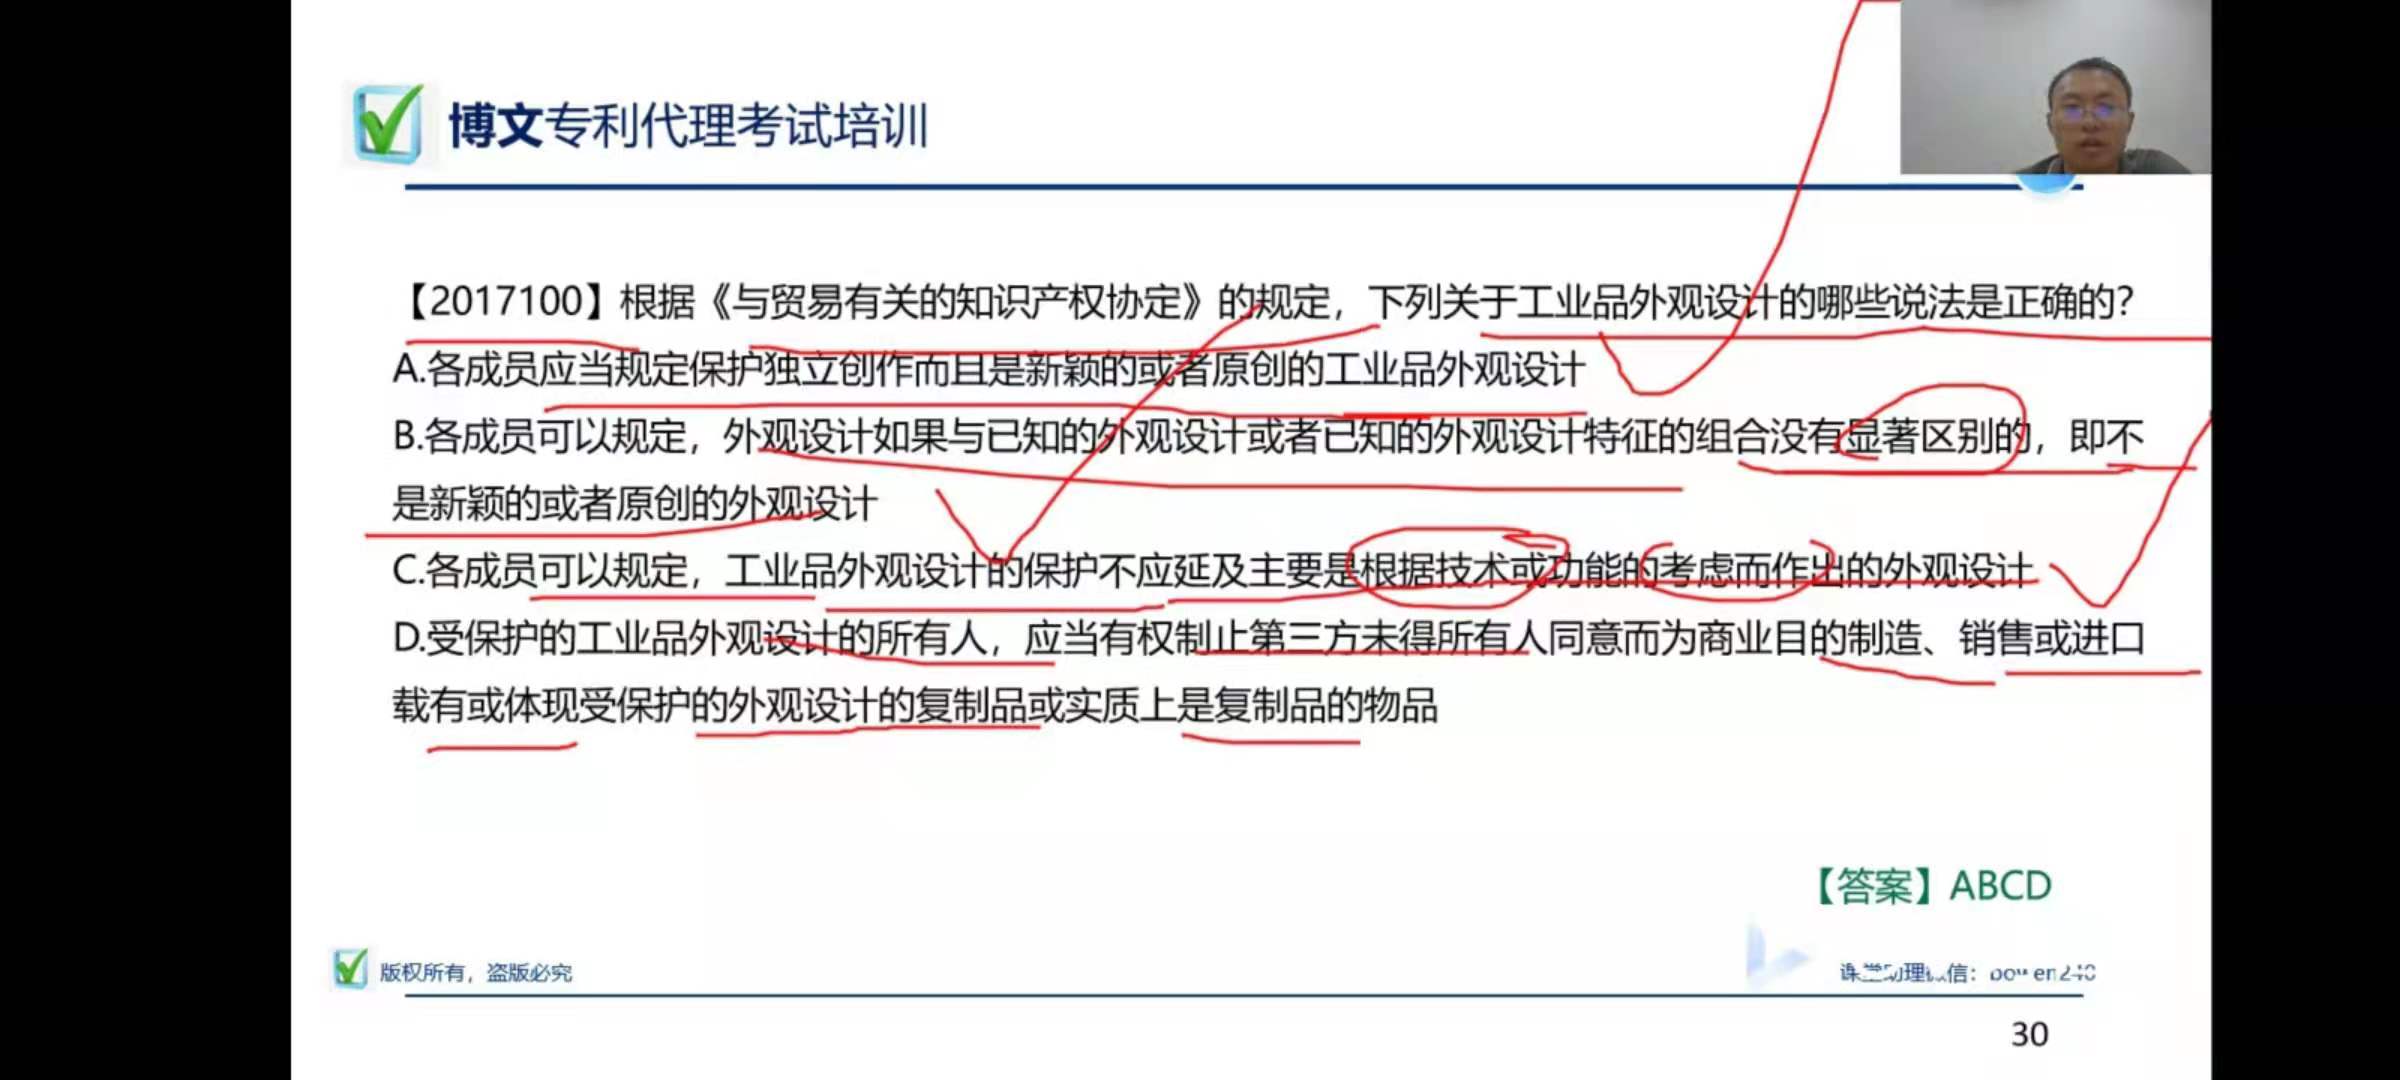 博文专利代理考试培训
【2017100】根据《与贸易有关的知识产权协定》的规定，下列关于工业品外观设计的哪些说法是正确的？
A.各成员应当规定保护独立创作而且是新颖的或者原创的工业品外观设计
B.各成员可以规定，外观设计如果与已知的外观设计或者已知的外观设计特征的组合没有显著区别的，即不
是新颖的或者原创的外观设计
C.各成员可以规定，工业品外观设计的保护不应延及主要是根据技术或功能的考虑而作出的外观设计
D.受保护的工业品外观设计的所有人，应当有权制止第三方未得所有人同意而为商业目的制造、销售或进口
载有或体现受保护的外观设计的复制品或实质上是复制品的物品
【答案】ABCD
版权所有，盗版必究
课堂助理微信：
30